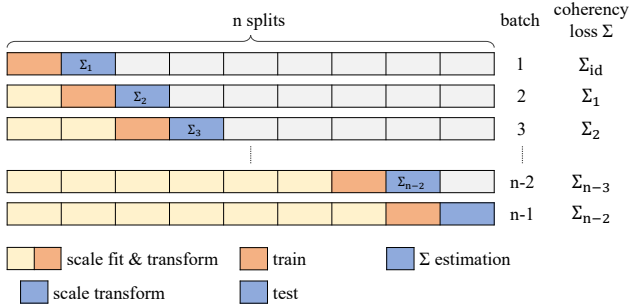 n splits batch coherency
loss Σ
Σ₁ 1 Σ_id
Σ₂ 2 Σ₁
Σ₃ 3 Σ₂
Σₙ₋₂ n-2 Σₙ₋₃
n-1 Σₙ₋₂
scale fit & transform train Σ estimation
scale transform test